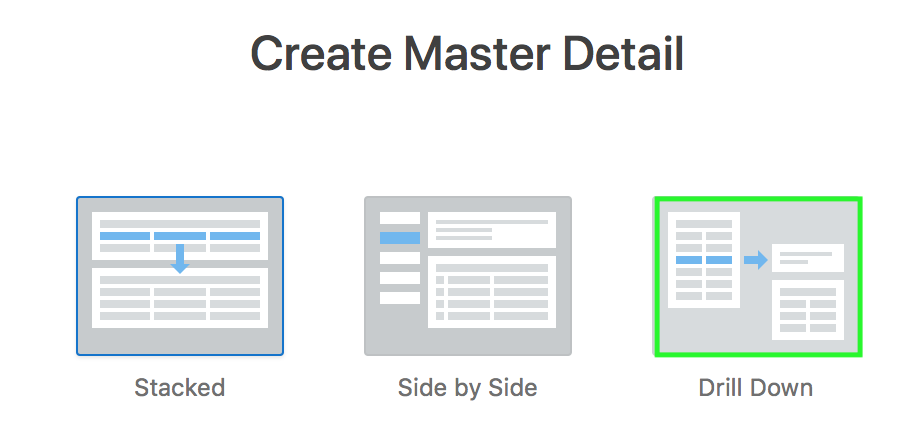 Create Master Detail
Stacked
Side by Side
Drill Down